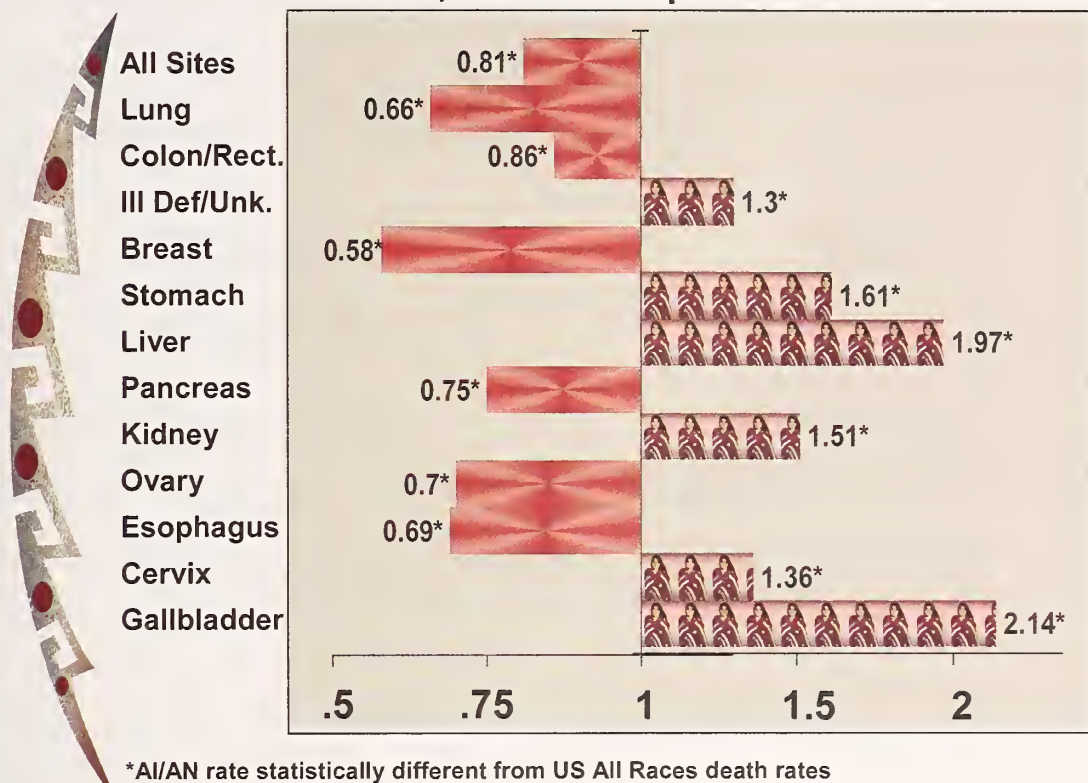 All Sites 0.81*
Lung 0.66*
Colon/Rect. 0.86*
Ill Def/Unk. 1.3*
Breast 0.58*
Stomach 1.61*
Liver 1.97*
Pancreas 0.75*
Kidney 1.51*
Ovary 0.7*
Esophagus 0.69*
Cervix 1.36*
Gallbladder 2.14*
.5 .75 1 1.5 2
*AI/AN rate statistically different from US All Races death rates